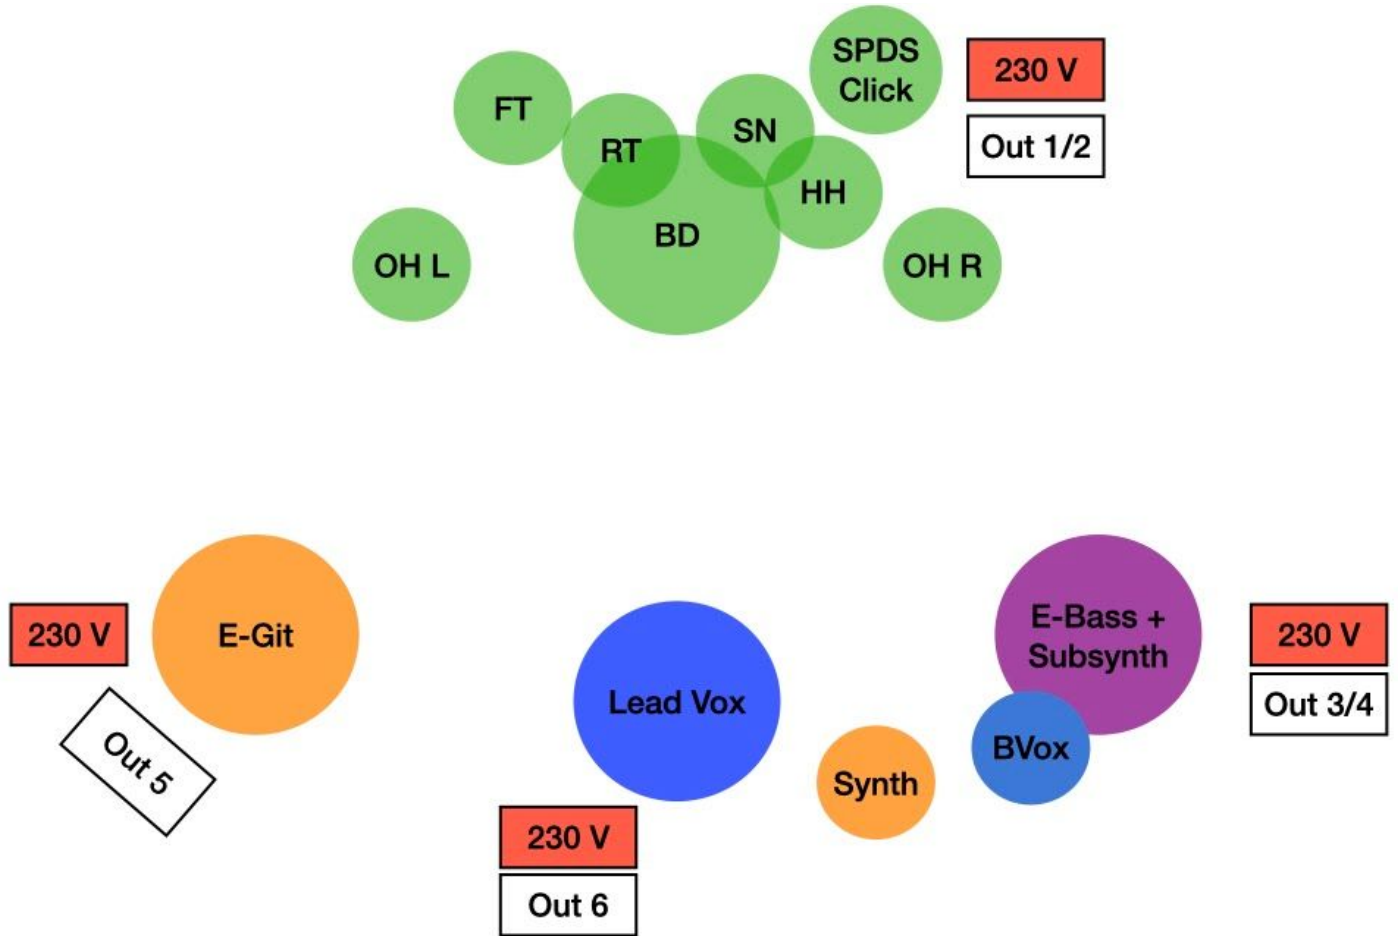 SPDS
Click
230 V
FT
SN
RT
Out 1/2
HH
BD
OH L
OH R
E-Bass +
Subsynth
230 V
E-Git
230 V
Lead Vox
Out 3/4
BVox
Out 5
Synth
230 V
Out 6